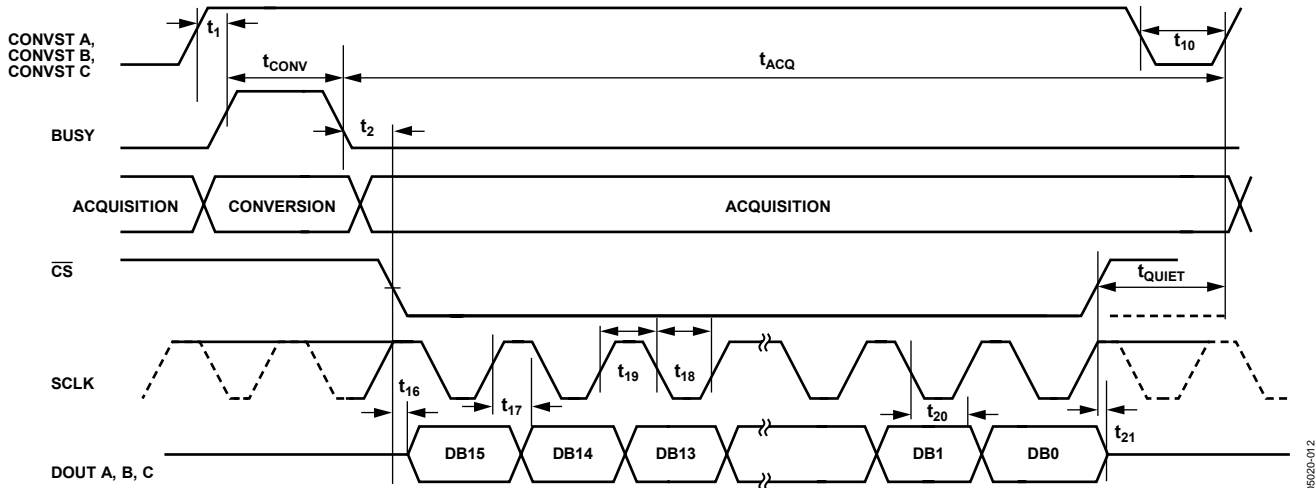 CONVST A,
CONVST B,
CONVST C
t1
tCONV
tACQ
t10
BUSY
t2
ACQUISITION
CONVERSION
ACQUISITION
CS
tQUIET
SCLK
t16
t17
t19
t18
t20
t21
DOUT A, B, C
DB15
DB14
DB13
DB1
DB0
05020-012